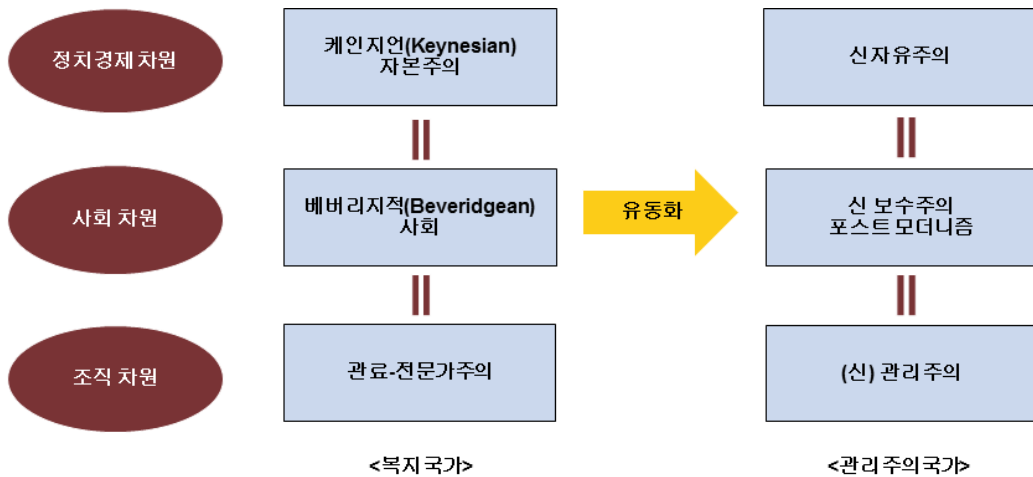 정치경제 차원
케인지언(Keynesian)
자본주의
신자유주의
사회 차원
베버리지적(Beveridgean)
사회
유동화
신 보수주의
포스트모더니즘
조직 차원
관료-전문가주의
(신) 관리주의
<복지국가>
<관리주의국가>